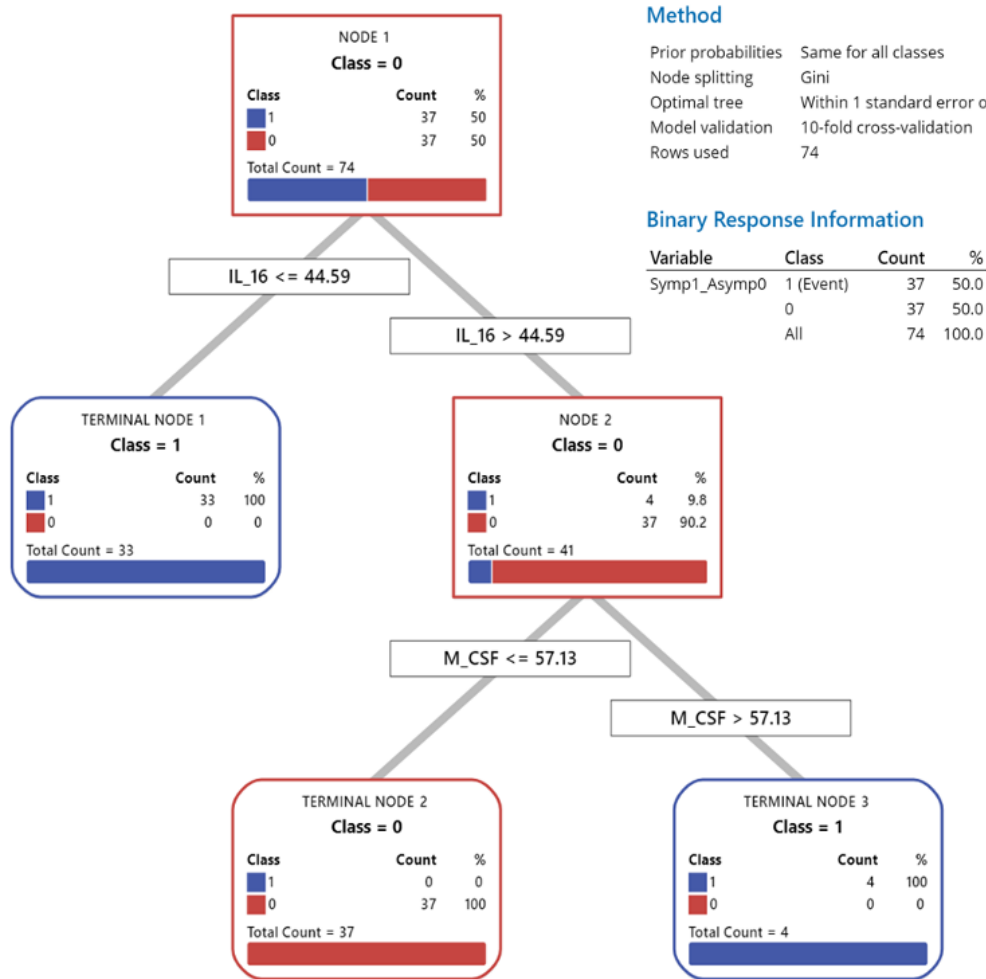 NODE 1
Class = 0
Class Count %
1 37 50
0 37 50
Total Count = 74
Method
Prior probabilities Same for all classes
Node splitting Gini
Optimal tree Within 1 standard error o
Model validation 10-fold cross-validation
Rows used 74
Binary Response Information
Variable Class Count %
Symp1_Asymp0 1 (Event) 37 50.0
0 37 50.0
All 74 100.0
IL_16 <= 44.59
IL_16 > 44.59
TERMINAL NODE 1
Class = 1
Class Count %
1 33 100
0 0 0
Total Count = 33
NODE 2
Class = 0
Class Count %
1 4 9.8
0 37 90.2
Total Count = 41
M_CSF <= 57.13
M_CSF > 57.13
TERMINAL NODE 2
Class = 0
Class Count %
1 0 0
0 37 100
Total Count = 37
TERMINAL NODE 3
Class = 1
Class Count %
1 4 100
0 0 0
Total Count = 4